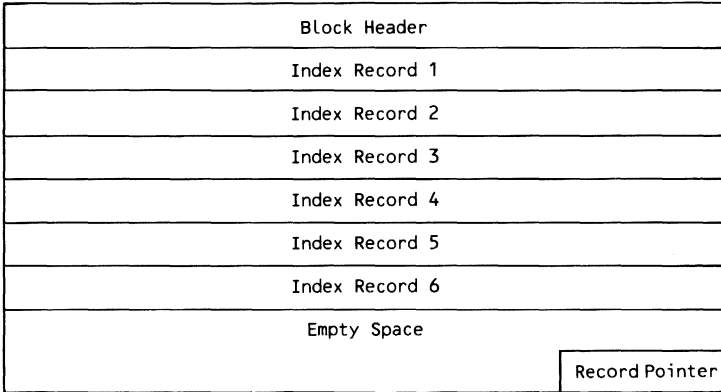 Block Header
Index Record 1
Index Record 2
Index Record 3
Index Record 4
Index Record 5
Index Record 6
Empty Space
Record Pointer